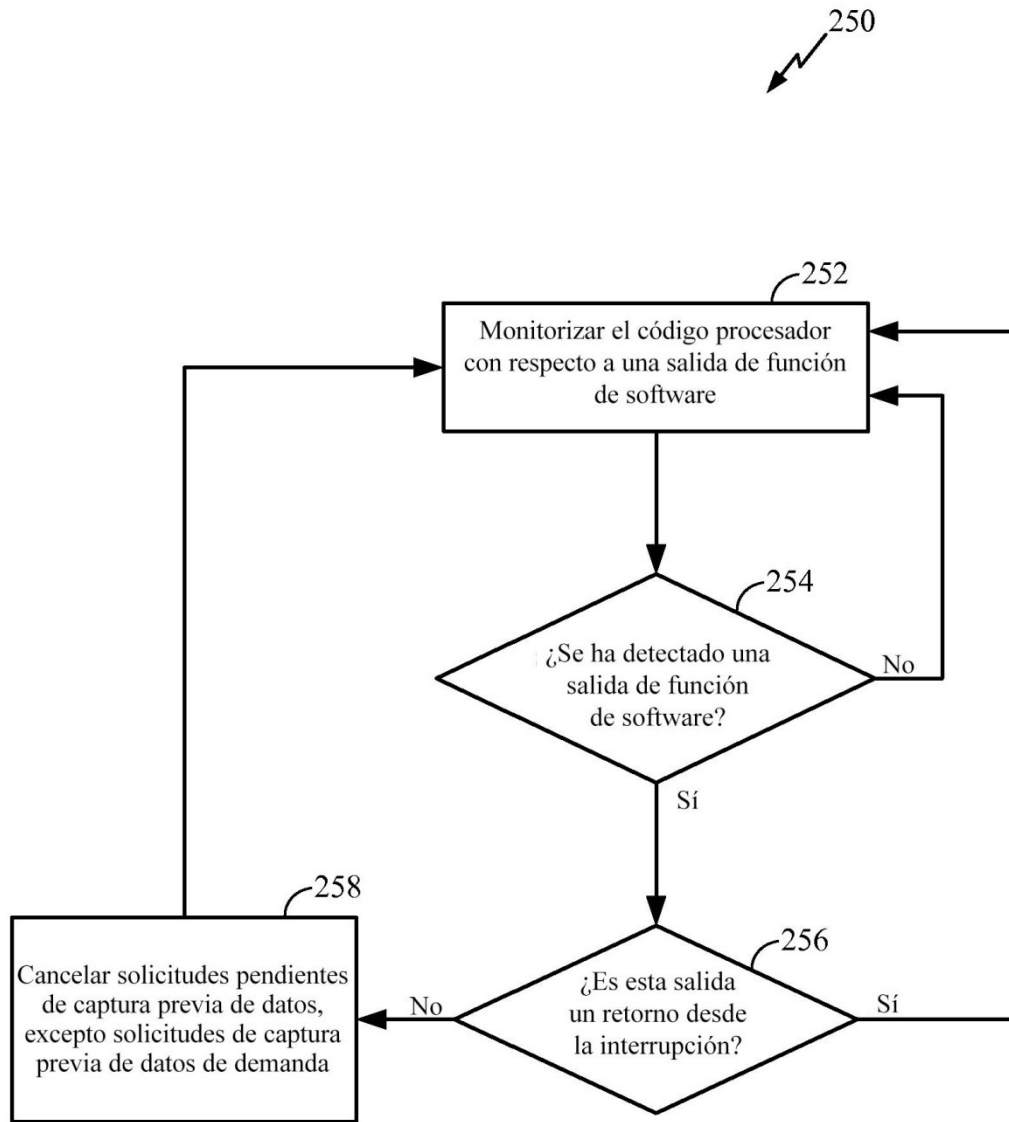 250
252
Monitorizar el código procesador
con respecto a una salida de función
de software
254
¿Se ha detectado una
salida de función
de software?
No
Sí
258
Cancelar solicitudes pendientes
de captura previa de datos,
excepto solicitudes de captura
previa de datos de demanda
No
256
¿Es esta salida
un retorno desde
la interrupción?
Sí